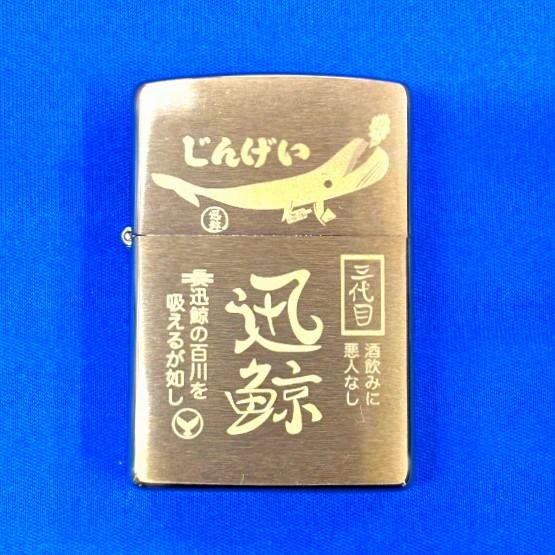 じんげい
三代目
酒飲みに
悪人なし
迅鯨
迅鯨の百川を
吸えるが如し